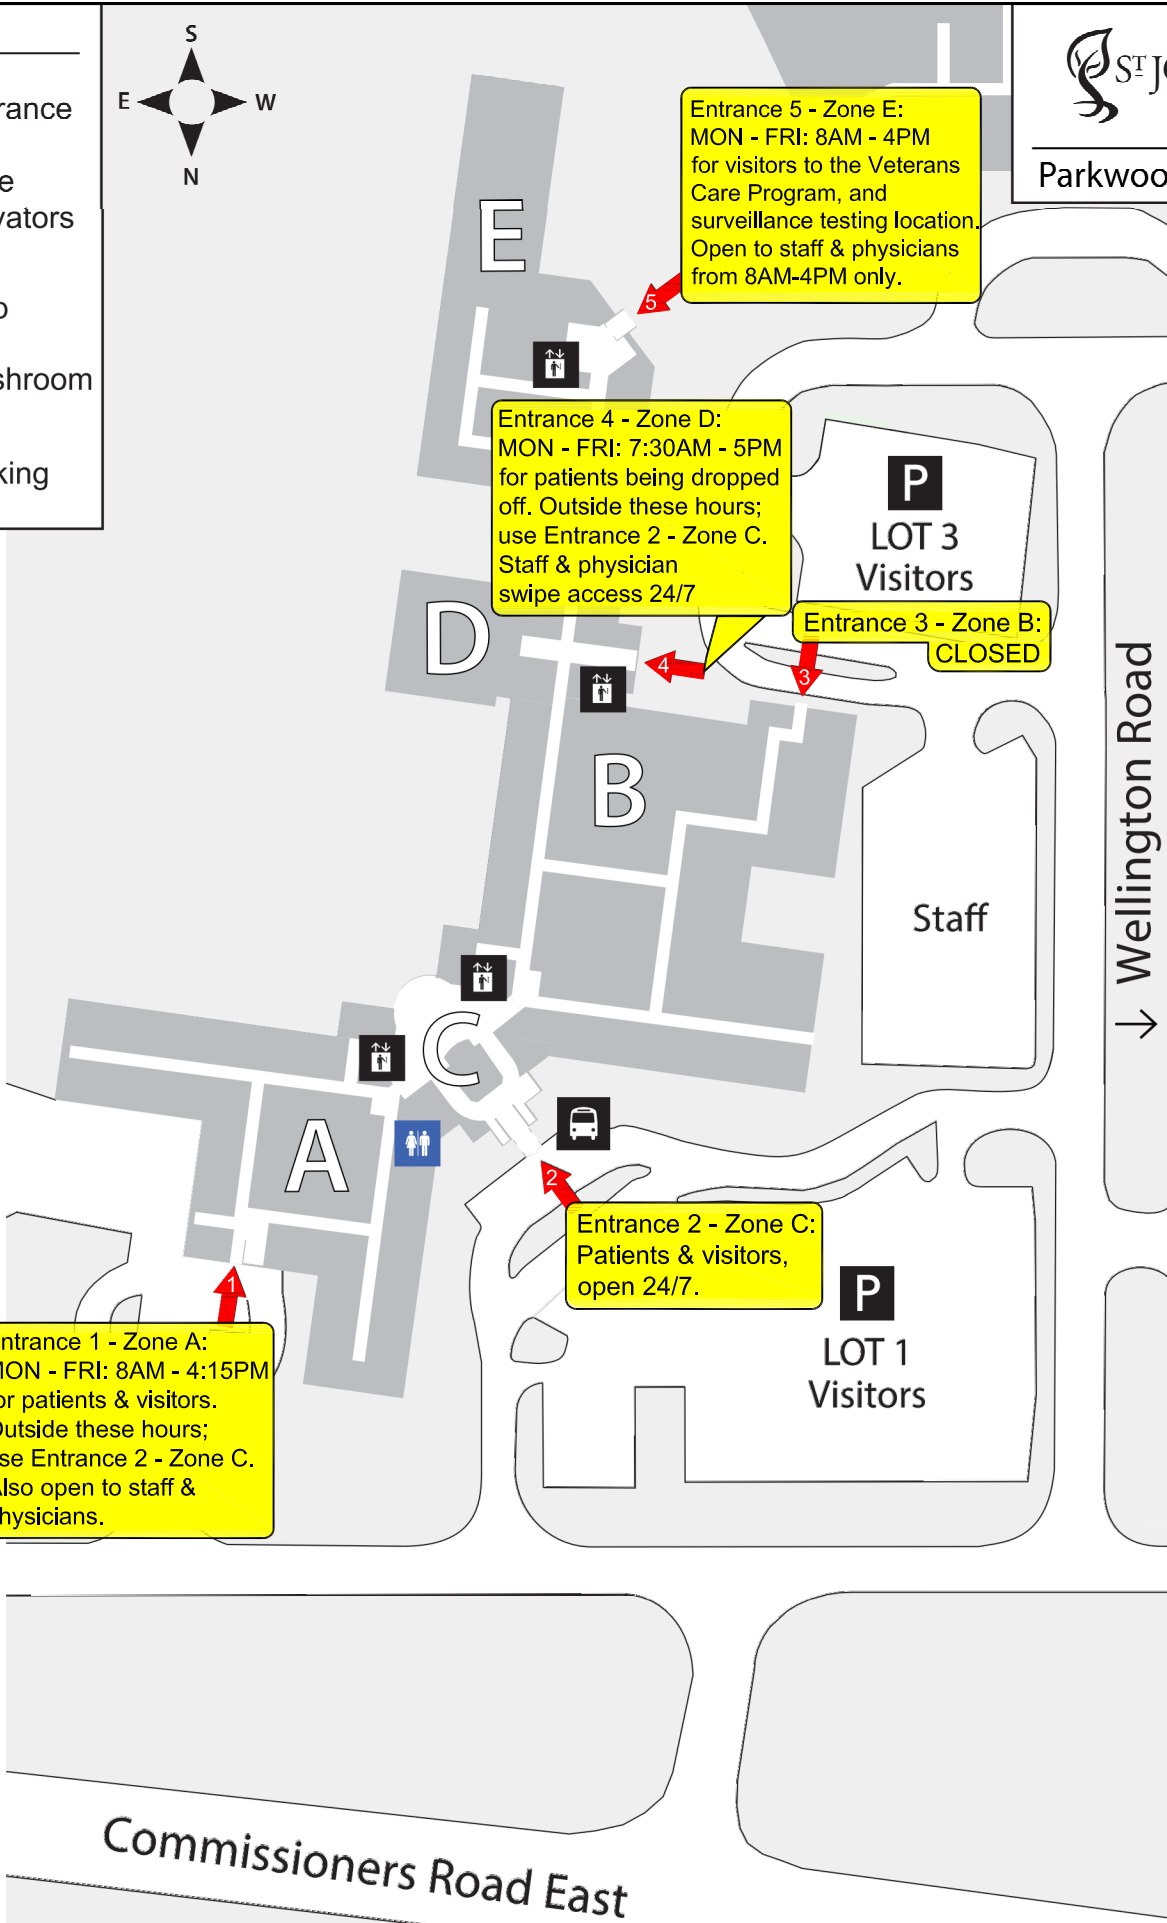 S
E
W
N
rance
e
vators
o
shroom
king
ST JO
Parkwoo
Entrance 5 - Zone E:
MON - FRI: 8AM - 4PM
for visitors to the Veterans
Care Program, and
surveillance testing location.
Open to staff & physicians
from 8AM-4PM only.
5
E
Entrance 4 - Zone D:
MON - FRI: 7:30AM - 5PM
for patients being dropped
off. Outside these hours;
use Entrance 2 - Zone C.
Staff & physician
swipe access 24/7
P
LOT 3
Visitors
Entrance 3 - Zone B:
CLOSED
D
4
3
B
→ Wellington Road
Staff
C
A
2
Entrance 2 - Zone C:
Patients & visitors,
open 24/7.
1
P
LOT 1
Visitors
ntrance 1 - Zone A:
MON - FRI: 8AM - 4:15PM
or patients & visitors.
Outside these hours;
se Entrance 2 - Zone C.
Also open to staff &
hysicians.
Commissioners Road East